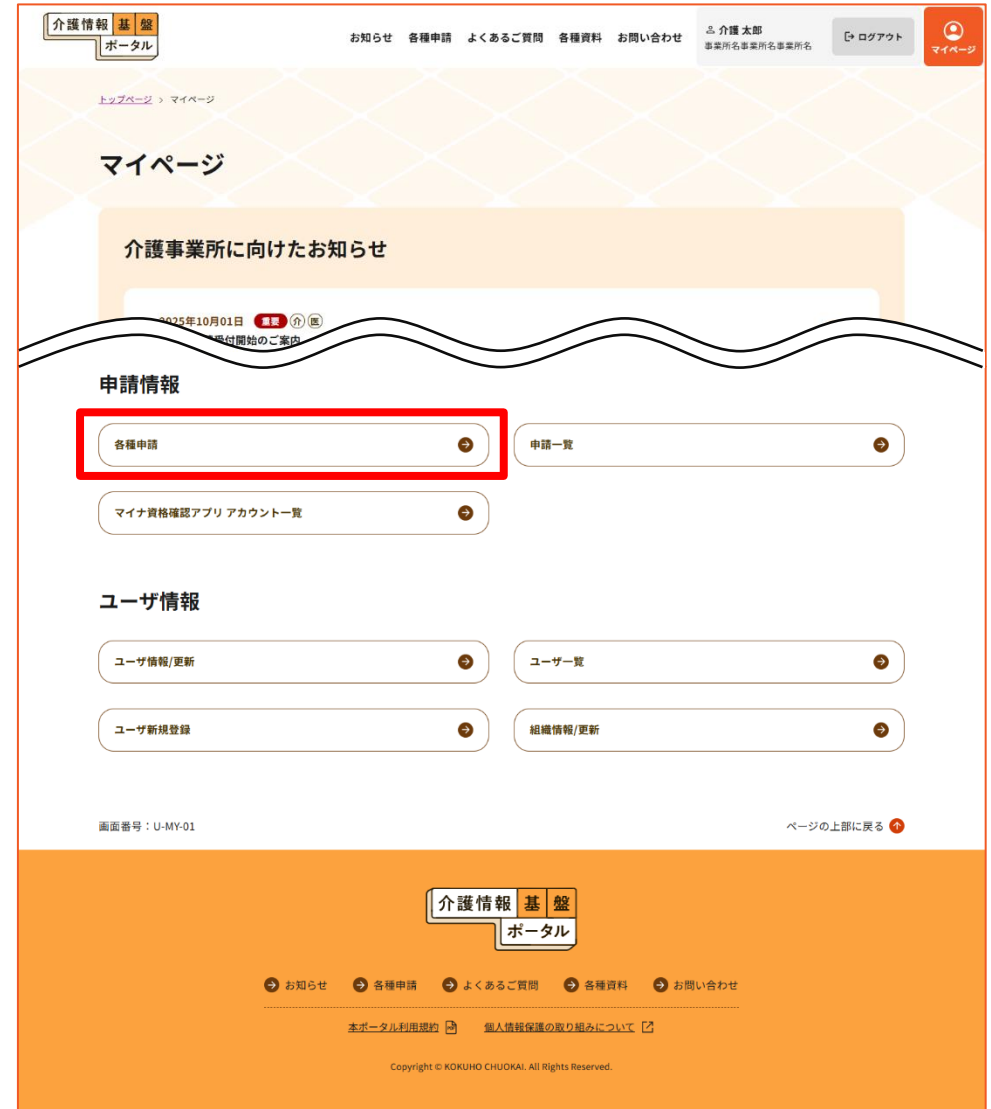 介護情報 基 盤
ポータル
お知らせ 各種申請 よくあるご質問 各種資料 お問い合わせ
介護 太郎
事業所名事業所名事業所名
ログアウト
マイページ
トップページ > マイページ
マイページ
介護事業所に向けたお知らせ
2025年10月01日 重要 介 医
受付開始のご案内
申請情報
各種申請
申請一覧
マイナ資格確認アプリ アカウント一覧
ユーザ情報
ユーザ情報/更新
ユーザ一覧
ユーザ新規登録
組織情報/更新
画面番号：U-MY-01
ページの上部に戻る
介護情報 基 盤
ポータル
お知らせ 各種申請 よくあるご質問 各種資料 お問い合わせ
本ポータル利用規約 個人情報保護の取り組みについて
Copyright © KOKUHO CHUOKAI. All Rights Reserved.